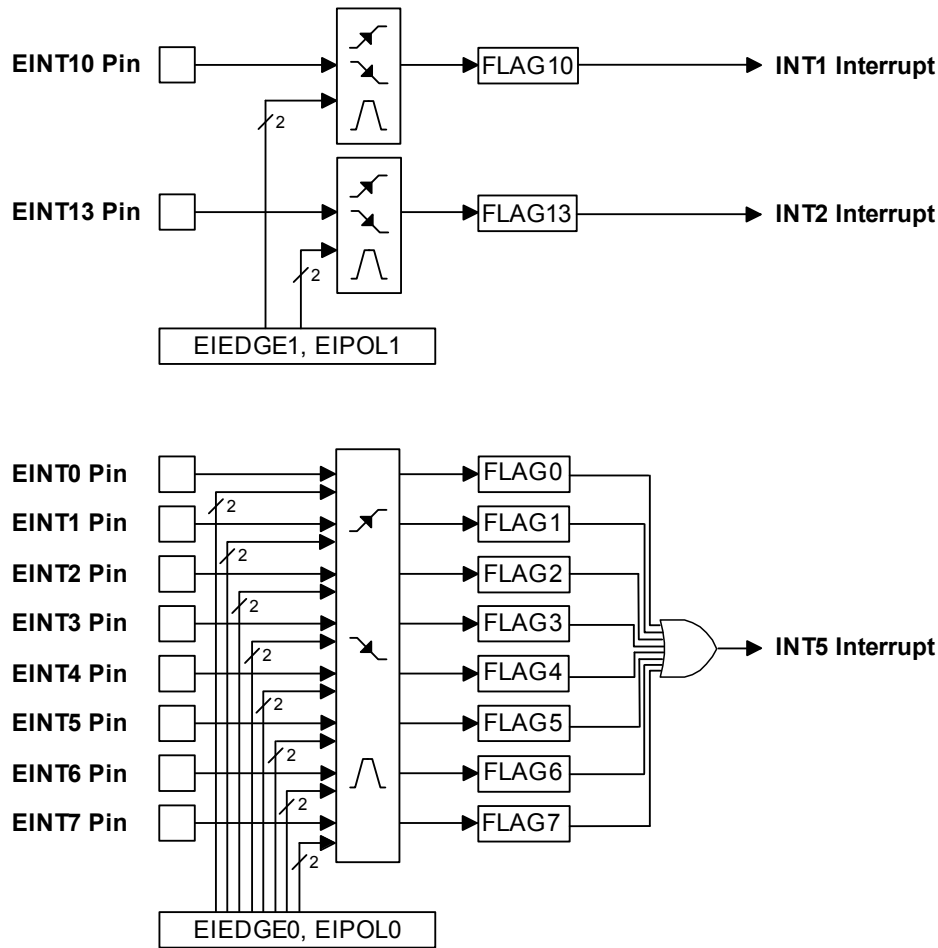 EINT10 Pin
FLAG10
INT1 Interrupt
2
EINT13 Pin
FLAG13
INT2 Interrupt
2
EIEDGE1, EIPOL1
EINT0 Pin
FLAG0
2
EINT1 Pin
FLAG1
2
EINT2 Pin
FLAG2
2
EINT3 Pin
FLAG3
2
INT5 Interrupt
EINT4 Pin
FLAG4
2
EINT5 Pin
FLAG5
2
EINT6 Pin
FLAG6
2
EINT7 Pin
FLAG7
2
EIEDGE0, EIPOL0